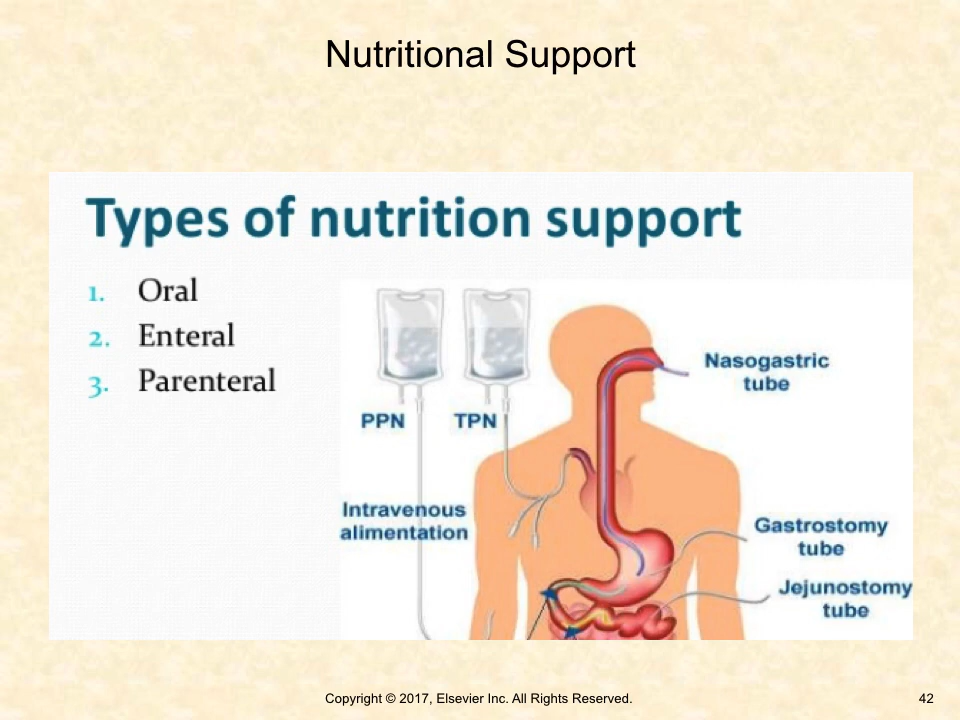 Nutritional Support
Types of nutrition support
1. Oral
2. Enteral
3. Parenteral
PPN
TPN
Nasogastric
tube
Intravenous
alimentation
Gastrostomy
tube
Jejunostomy
tube
Copyright © 2017, Elsevier Inc. All Rights Reserved.
42